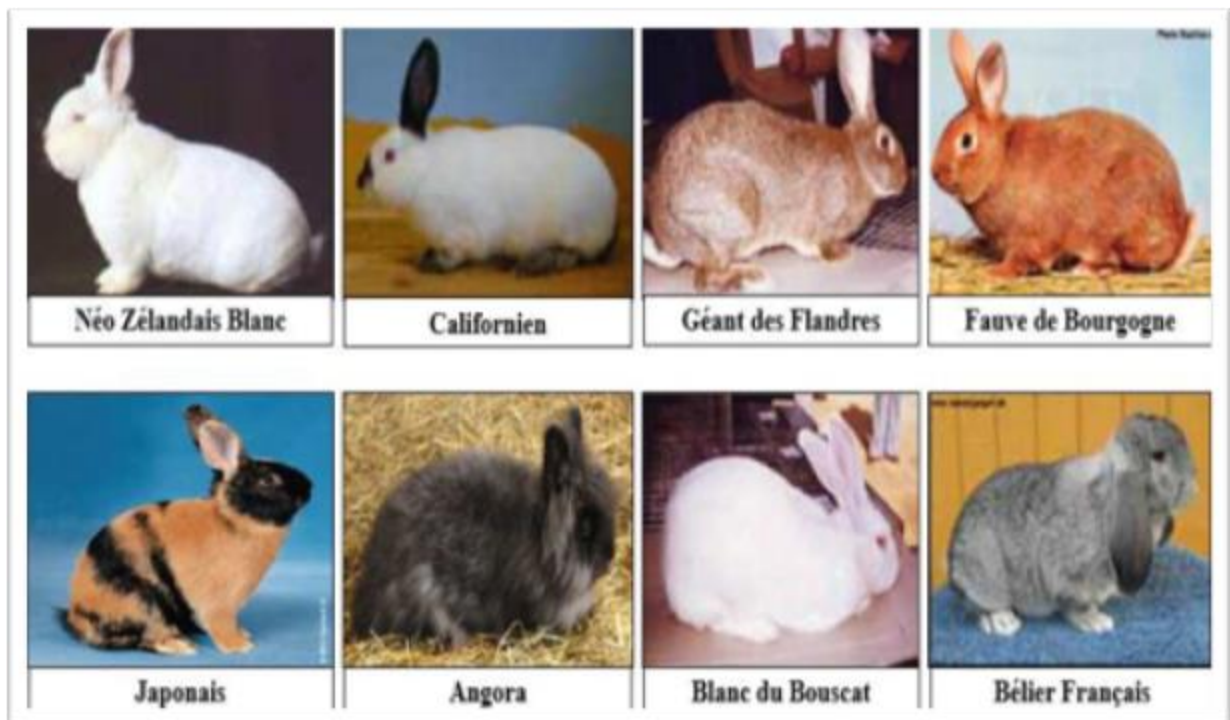 Néo Zélandais Blanc
Californien
Géant des Flandres
Fauve de Bourgogne
Japonais
Angora
Blanc du Bouscat
Bélier Français